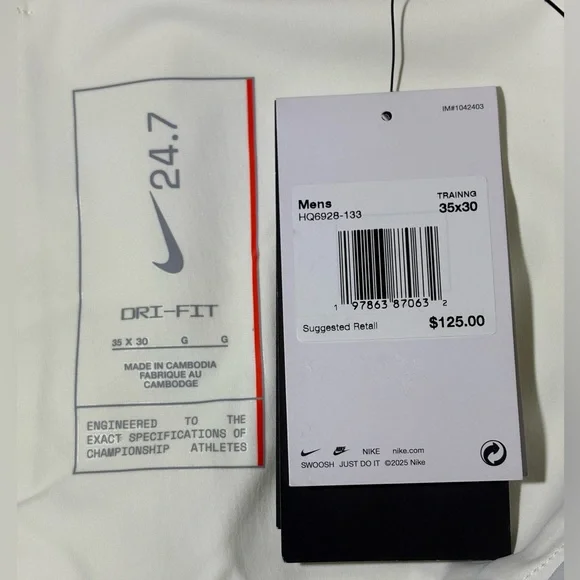 24.7
DRI-FIT
35 X 30 G G
MADE IN CAMBODIA
FABRIQUE AU
CAMBODGE
ENGINEERED TO THE
EXACT SPECIFICATIONS OF
CHAMPIONSHIP ATHLETES
IM#1042403
Mens TRAINNG
HQ6928-133 35x30
1 97863 87063 2
Suggested Retail $125.00
NIKE nike.com
SWOOSH JUST DO IT ©2025 Nike